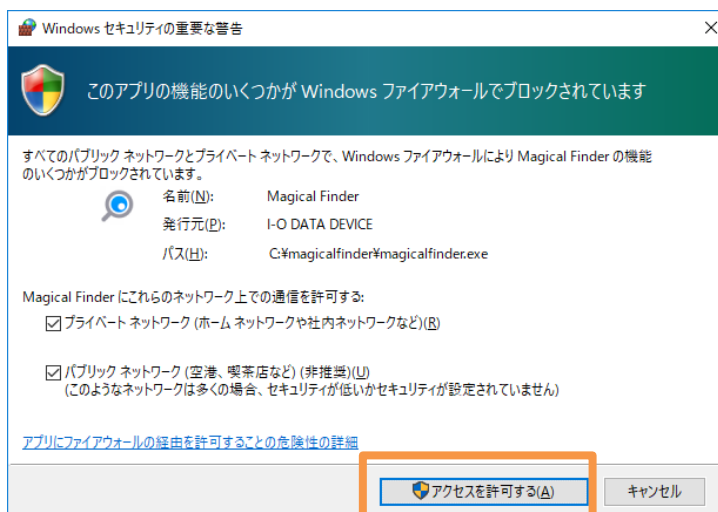 Windows セキュリティの重要な警告
このアプリの機能のいくつかが Windows ファイアウォールでブロックされています
すべてのパブリック ネットワークとプライベート ネットワークで、Windows ファイアウォールにより Magical Finder の機能
のいくつかがブロックされています。
名前(N): Magical Finder
発行元(P): I-O DATA DEVICE
パス(H): C:¥magicalfinder¥magicalfinder.exe
Magical Finder にこれらのネットワーク上での通信を許可する:
プライベート ネットワーク (ホーム ネットワークや社内ネットワークなど)(R)
パブリック ネットワーク (空港、喫茶店など) (非推奨)(U)
(このようなネットワークは多くの場合、セキュリティが低いかセキュリティが設定されていません)
アプリにファイアウォールの経由を許可することの危険性の詳細
アクセスを許可する(A) キャンセル